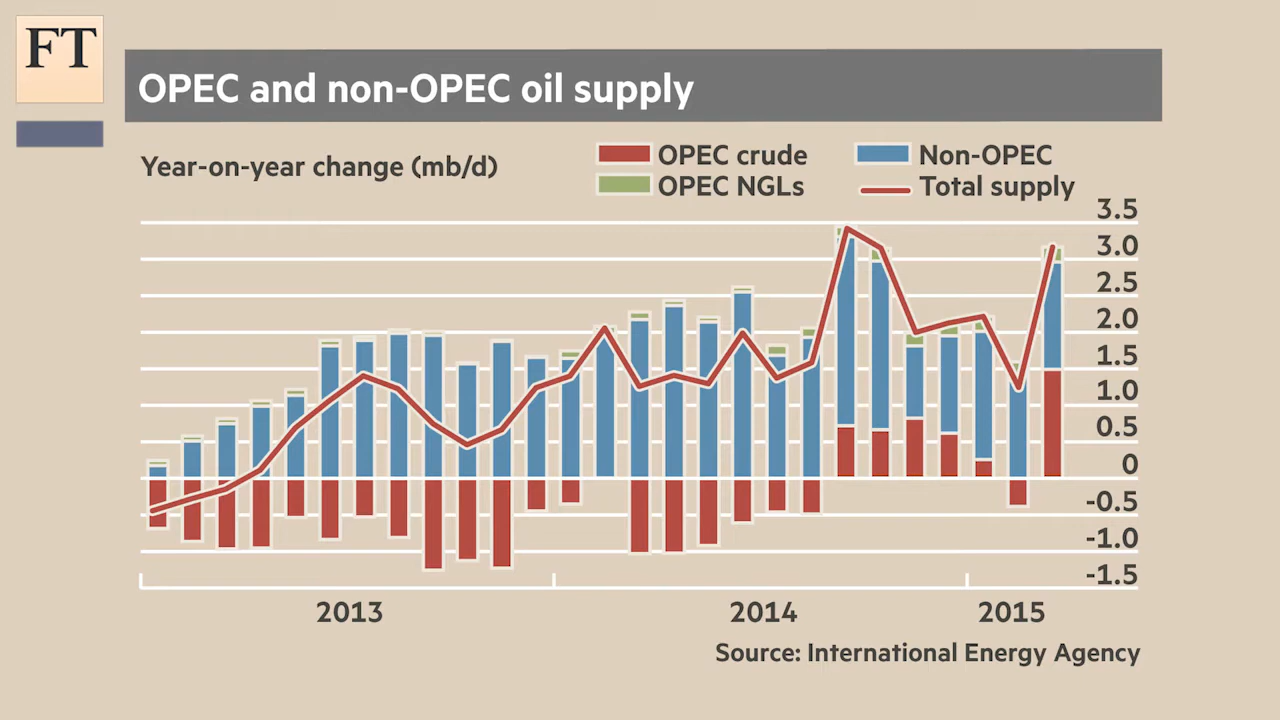 FT
OPEC and non-OPEC oil supply
Year-on-year change (mb/d)
OPEC crude
Non-OPEC
OPEC NGLs
Total supply
3.5
3.0
2.5
2.0
1.5
1.0
0.5
0
-0.5
-1.0
-1.5
2013
2014
2015
Source: International Energy Agency